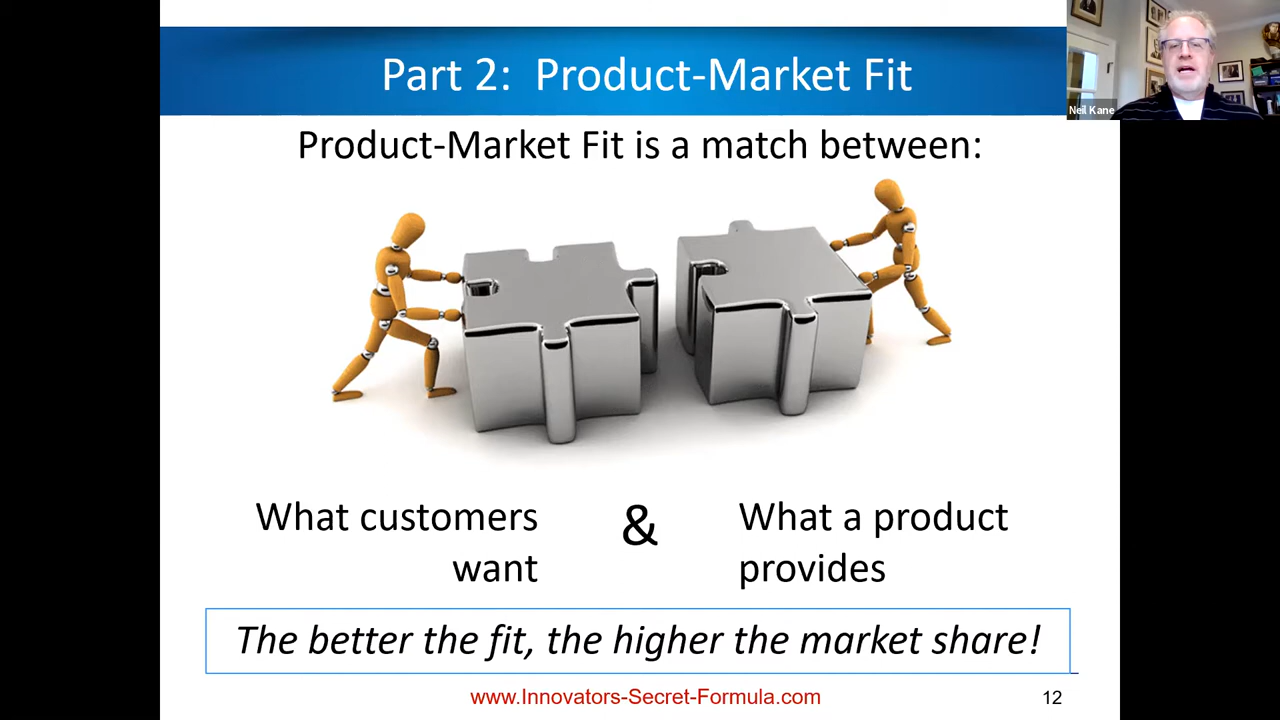 Part 2: Product-Market Fit
Neil Kane
Product-Market Fit is a match between:
What customers
want
&
What a product
provides
The better the fit, the higher the market share!
www.Innovators-Secret-Formula.com
12